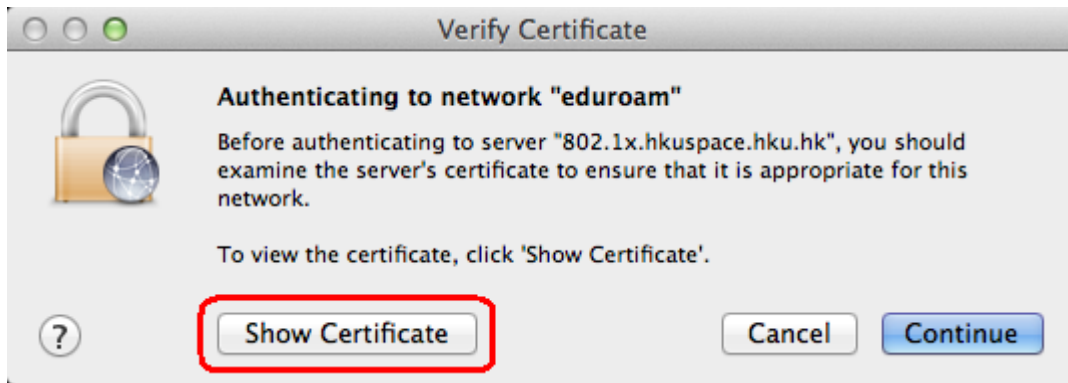 Verify Certificate
Authenticating to network "eduroam"
Before authenticating to server "802.1x.hkuspace.hku.hk", you should
examine the server's certificate to ensure that it is appropriate for this
network.
To view the certificate, click 'Show Certificate'.
?
Show Certificate
Cancel
Continue